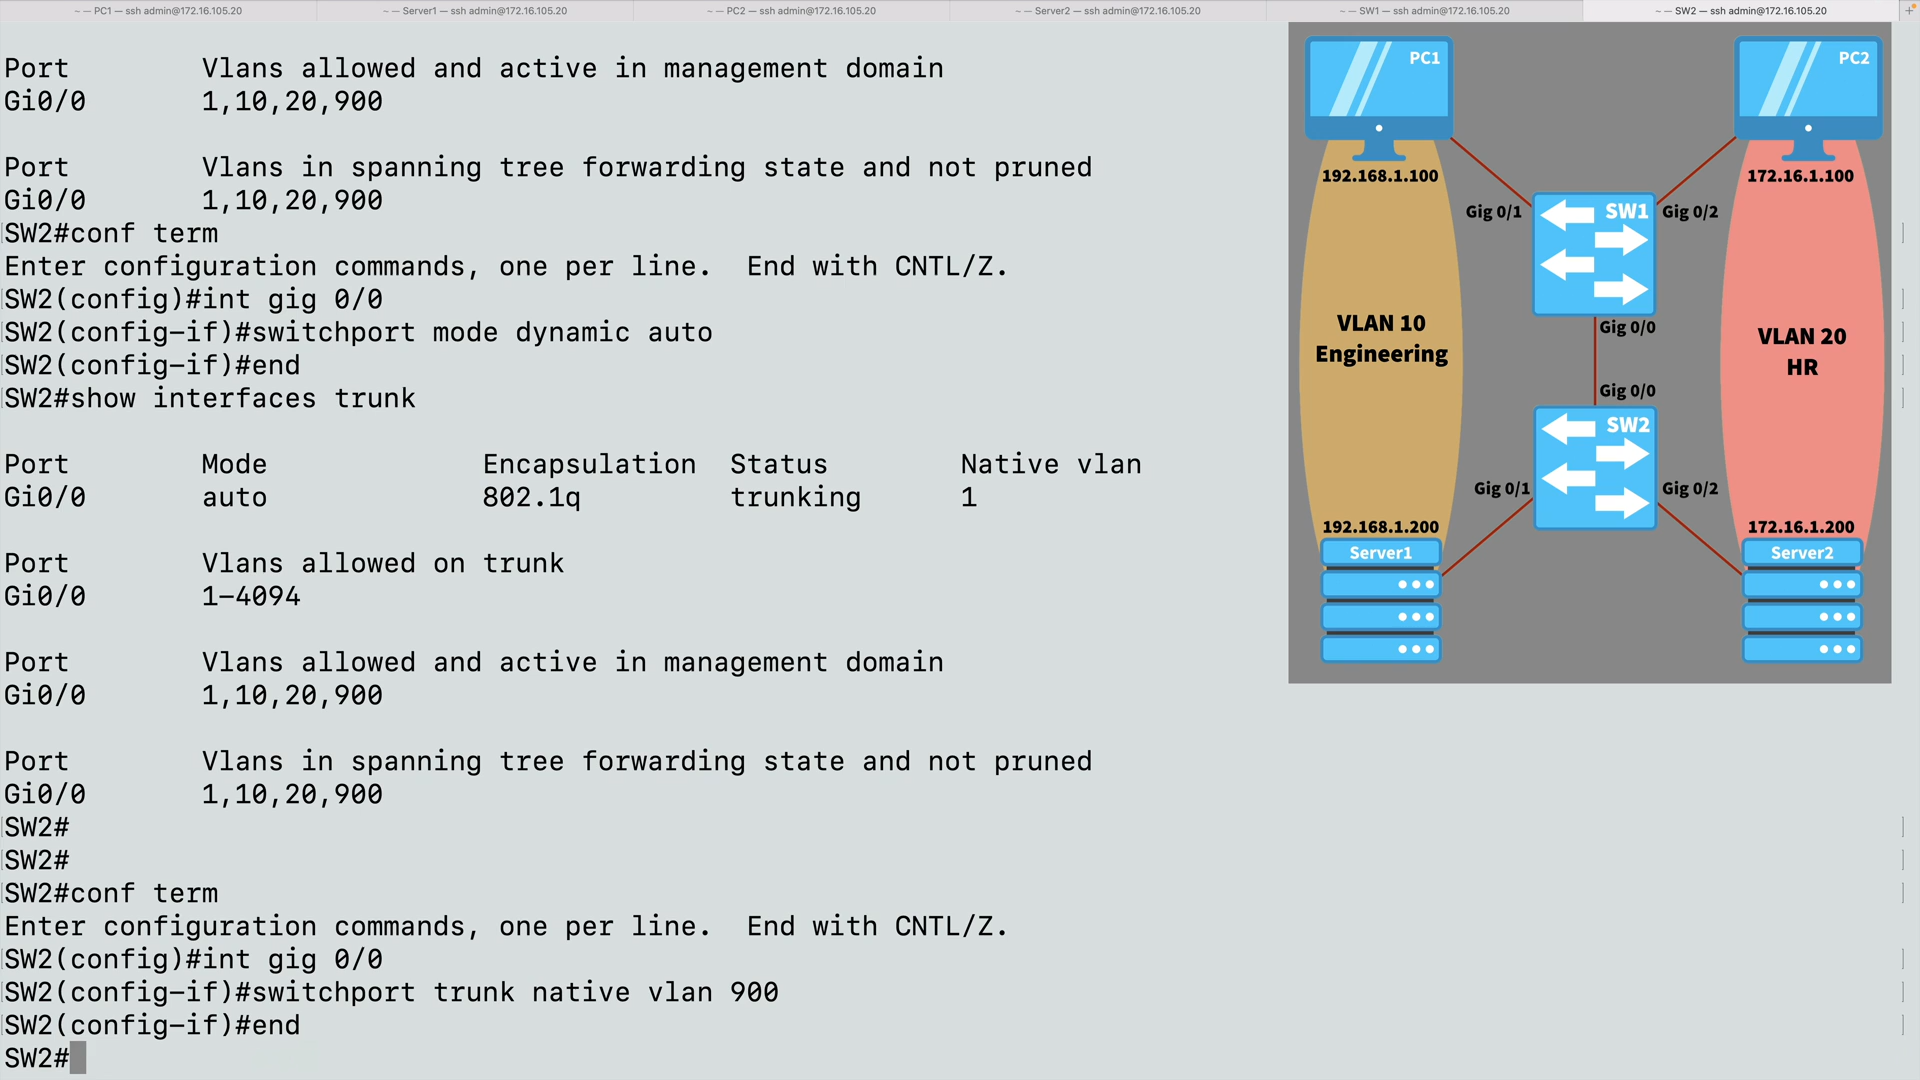 ~ — PC1 — ssh admin@172.16.105.20
~ — Server1 — ssh admin@172.16.105.20
~ — PC2 — ssh admin@172.16.105.20
~ — Server2 — ssh admin@172.16.105.20
~ — SW1 — ssh admin@172.16.105.20
~ — SW2 — ssh admin@172.16.105.20
Port        Vlans allowed and active in management domain
Gi0/0       1,10,20,900
Port        Vlans in spanning tree forwarding state and not pruned
Gi0/0       1,10,20,900
SW2#conf term
Enter configuration commands, one per line.  End with CNTL/Z.
SW2(config)#int gig 0/0
SW2(config-if)#switchport mode dynamic auto
SW2(config-if)#end
SW2#show interfaces trunk
Port        Mode             Encapsulation  Status        Native vlan
Gi0/0       auto             802.1q         trunking      1
Port        Vlans allowed on trunk
Gi0/0       1-4094
Port        Vlans allowed and active in management domain
Gi0/0       1,10,20,900
Port        Vlans in spanning tree forwarding state and not pruned
Gi0/0       1,10,20,900
SW2#
SW2#
SW2#conf term
Enter configuration commands, one per line.  End with CNTL/Z.
SW2(config)#int gig 0/0
SW2(config-if)#switchport trunk native vlan 900
SW2(config-if)#end
SW2#
PC1
PC2
192.168.1.100
172.16.1.100
Gig 0/1
SW1
Gig 0/2
VLAN 10
Engineering
Gig 0/0
VLAN 20
HR
Gig 0/0
SW2
Gig 0/1
Gig 0/2
192.168.1.200
172.16.1.200
Server1
Server2